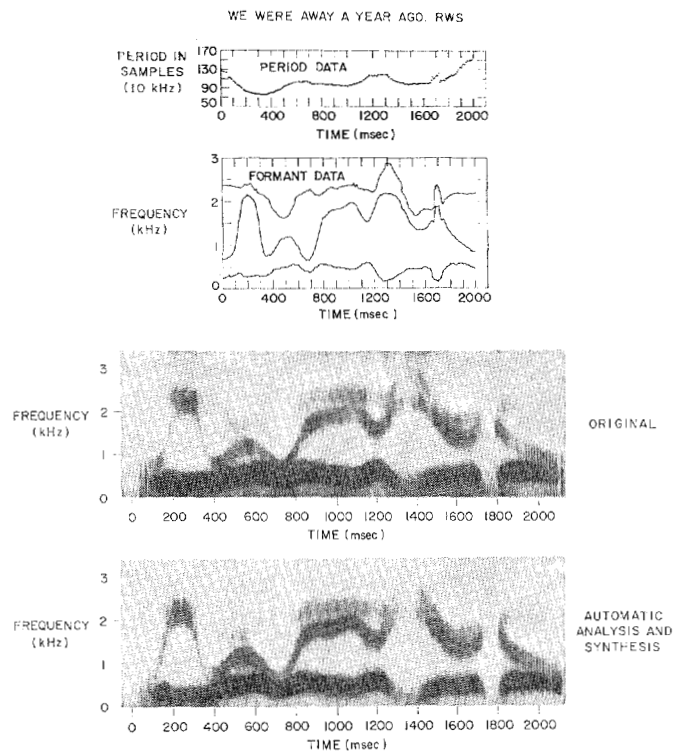 WE WERE AWAY A YEAR AGO. RWS
PERIOD IN
SAMPLES
(10 kHz)
170
130
90
50
PERIOD DATA
0 400 800 1200 1600 2000
TIME (msec)
FREQUENCY
(kHz)
3
2
1
0
FORMANT DATA
0 400 800 1200 1600 2000
TIME (msec)
FREQUENCY
(kHz)
3
2
1
0
ORIGINAL
0 200 400 600 800 1000 1200 1400 1600 1800 2000
TIME (msec)
FREQUENCY
(kHz)
3
2
1
0
AUTOMATIC
ANALYSIS AND
SYNTHESIS
0 200 400 600 800 1000 1200 1400 1600 1800 2000
TIME (msec)